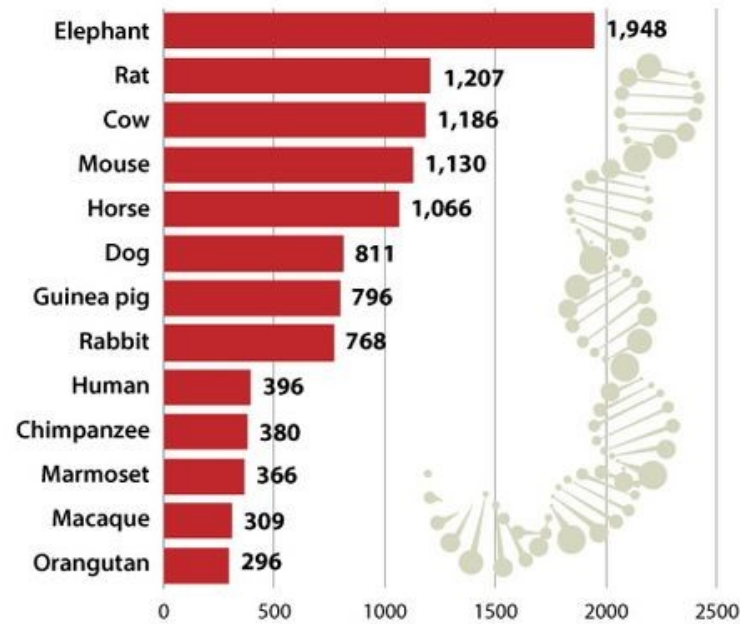 Elephant 1,948
Rat 1,207
Cow 1,186
Mouse 1,130
Horse 1,066
Dog 811
Guinea pig 796
Rabbit 768
Human 396
Chimpanzee 380
Marmoset 366
Macaque 309
Orangutan 296
0 500 1000 1500 2000 2500